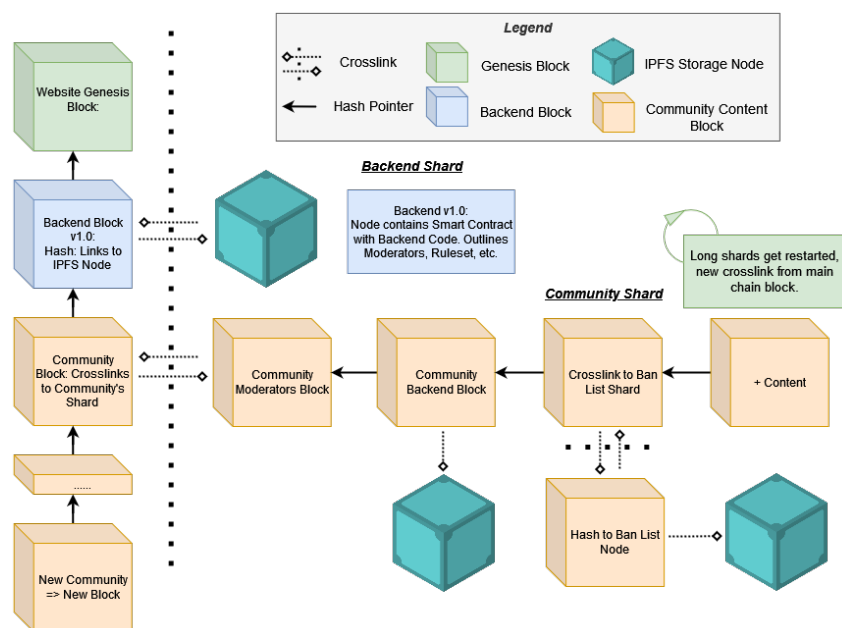 Legend
Crosslink
Genesis Block
IPFS Storage Node
Hash Pointer
Backend Block
Community Content
Block
Website Genesis
Block:
Backend Shard
Backend Block
v1.0:
Hash: Links to
IPFS Node
Backend v1.0:
Node contains Smart Contract
with Backend Code. Outlines
Moderators, Ruleset, etc.
Long shards get restarted,
new crosslink from main
chain block.
Community Shard
Community
Block: Crosslinks
to Community's
Shard
Community
Moderators Block
Community
Backend Block
Crosslink to Ban
List Shard
+ Content
......
Hash to Ban List
Node
New Community
=> New Block